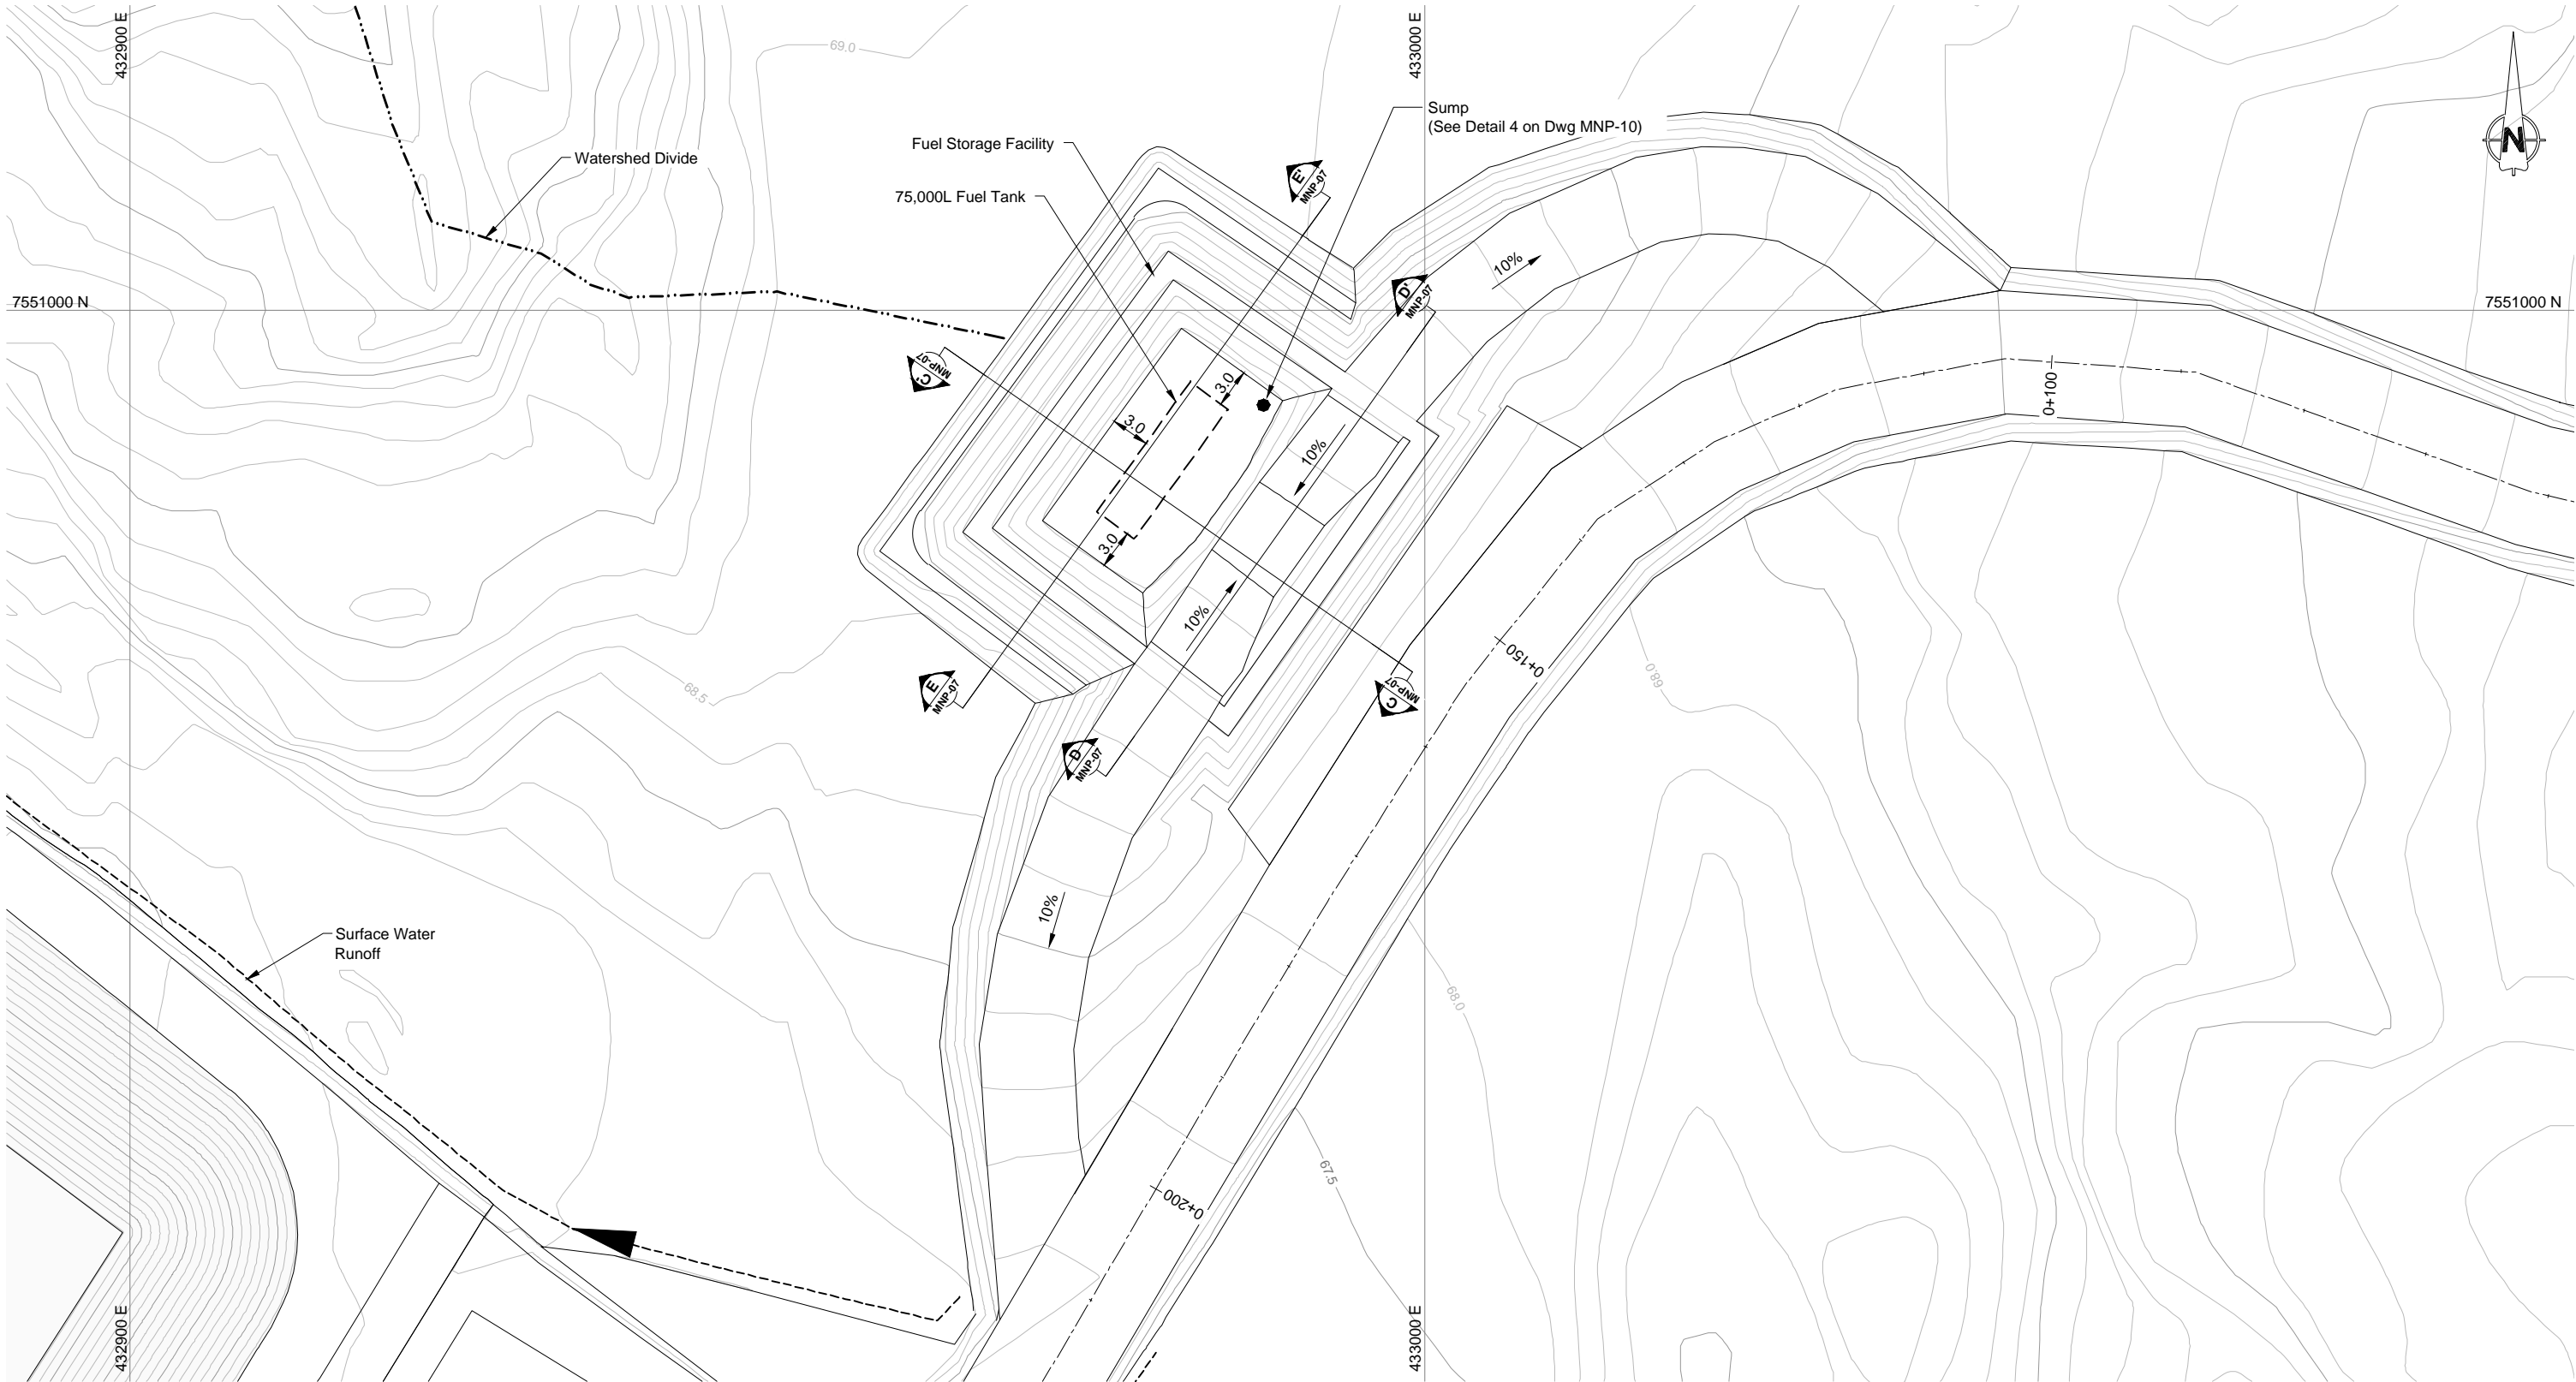 432900 E
433000 E
69.0
Sump
(See Detail 4 on Dwg MNP-10)
N
Fuel Storage Facility
Watershed Divide
75,000L Fuel Tank
E'
MNP-07
10%
D'
MNP-07
7551000 N
7551000 N
C'
MNP-07
3.0
3.0
0+100
10%
3.0
10%
0+150
68.0
68.5
E
MNP-07
C
MNP-07
D
MNP-07
10%
Surface Water
Runoff
68.0
67.5
0+200
432900 E
433000 E